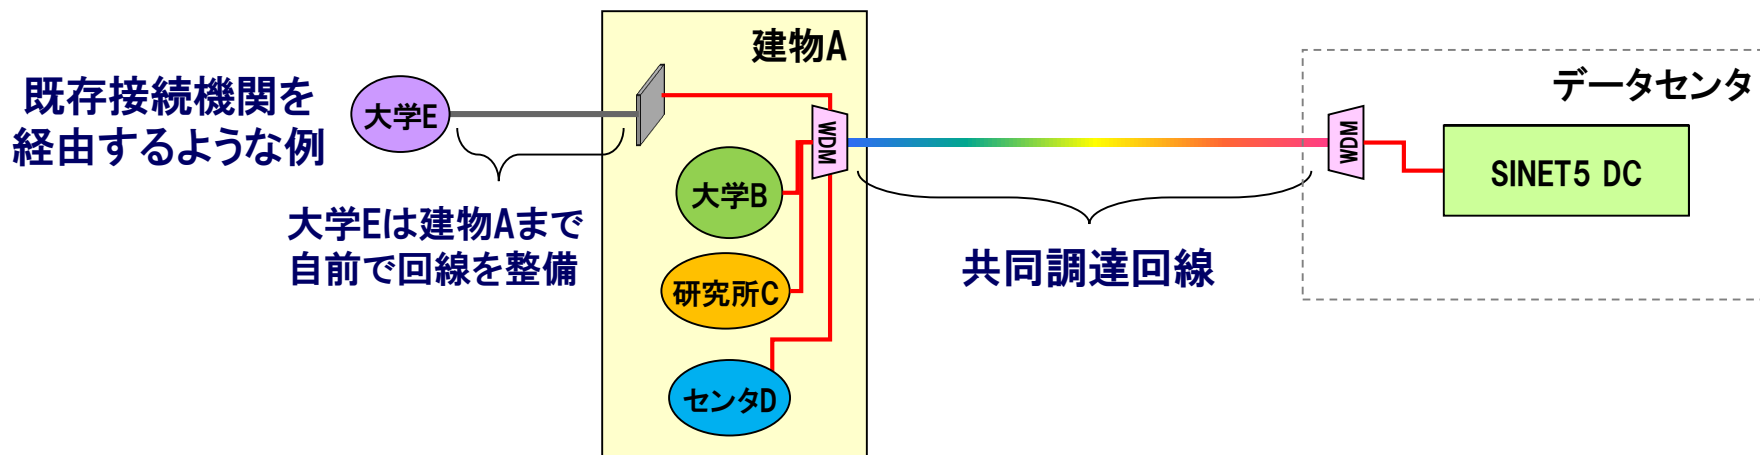 既存接続機関を
経由するような例
大学E
大学Eは建物Aまで
自前で回線を整備
建物A
WDM
大学B
研究所C
センタD
共同調達回線
データセンタ
WDM
SINET5 DC